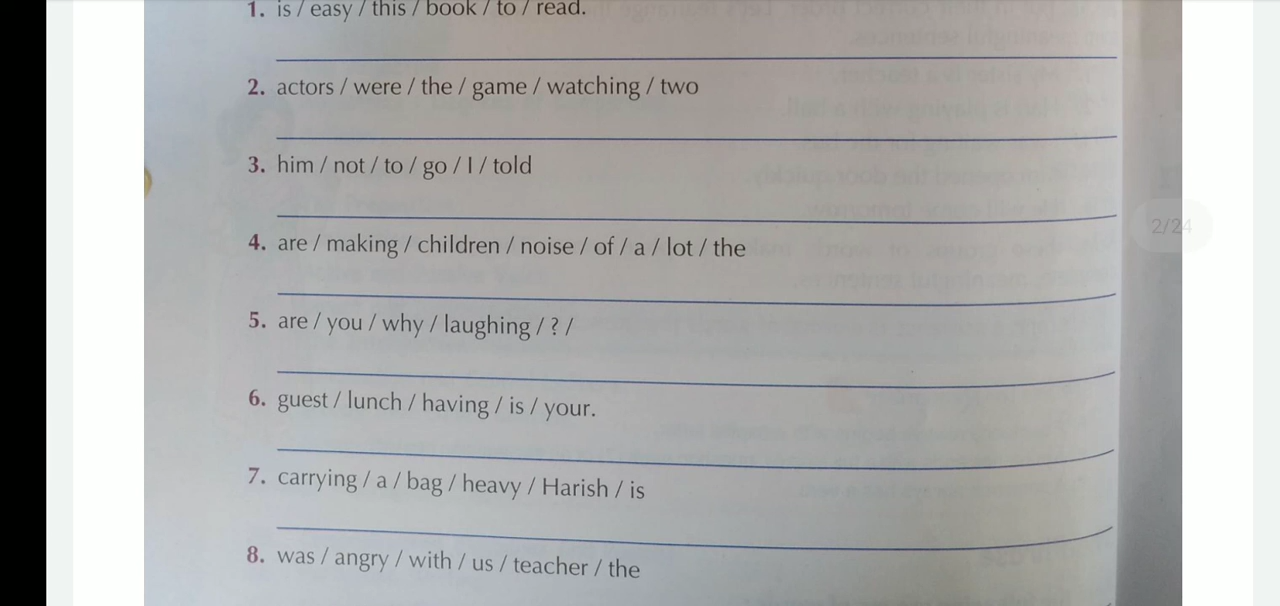 1. is / easy / this / book / to / read.
2. actors / were / the / game / watching / two
3. him / not / to / go / I / told
4. are / making / children / noise / of / a / lot / the
2/24
5. are / you / why / laughing / ? /
6. guest / lunch / having / is / your.
7. carrying / a / bag / heavy / Harish / is
8. was / angry / with / us / teacher / the